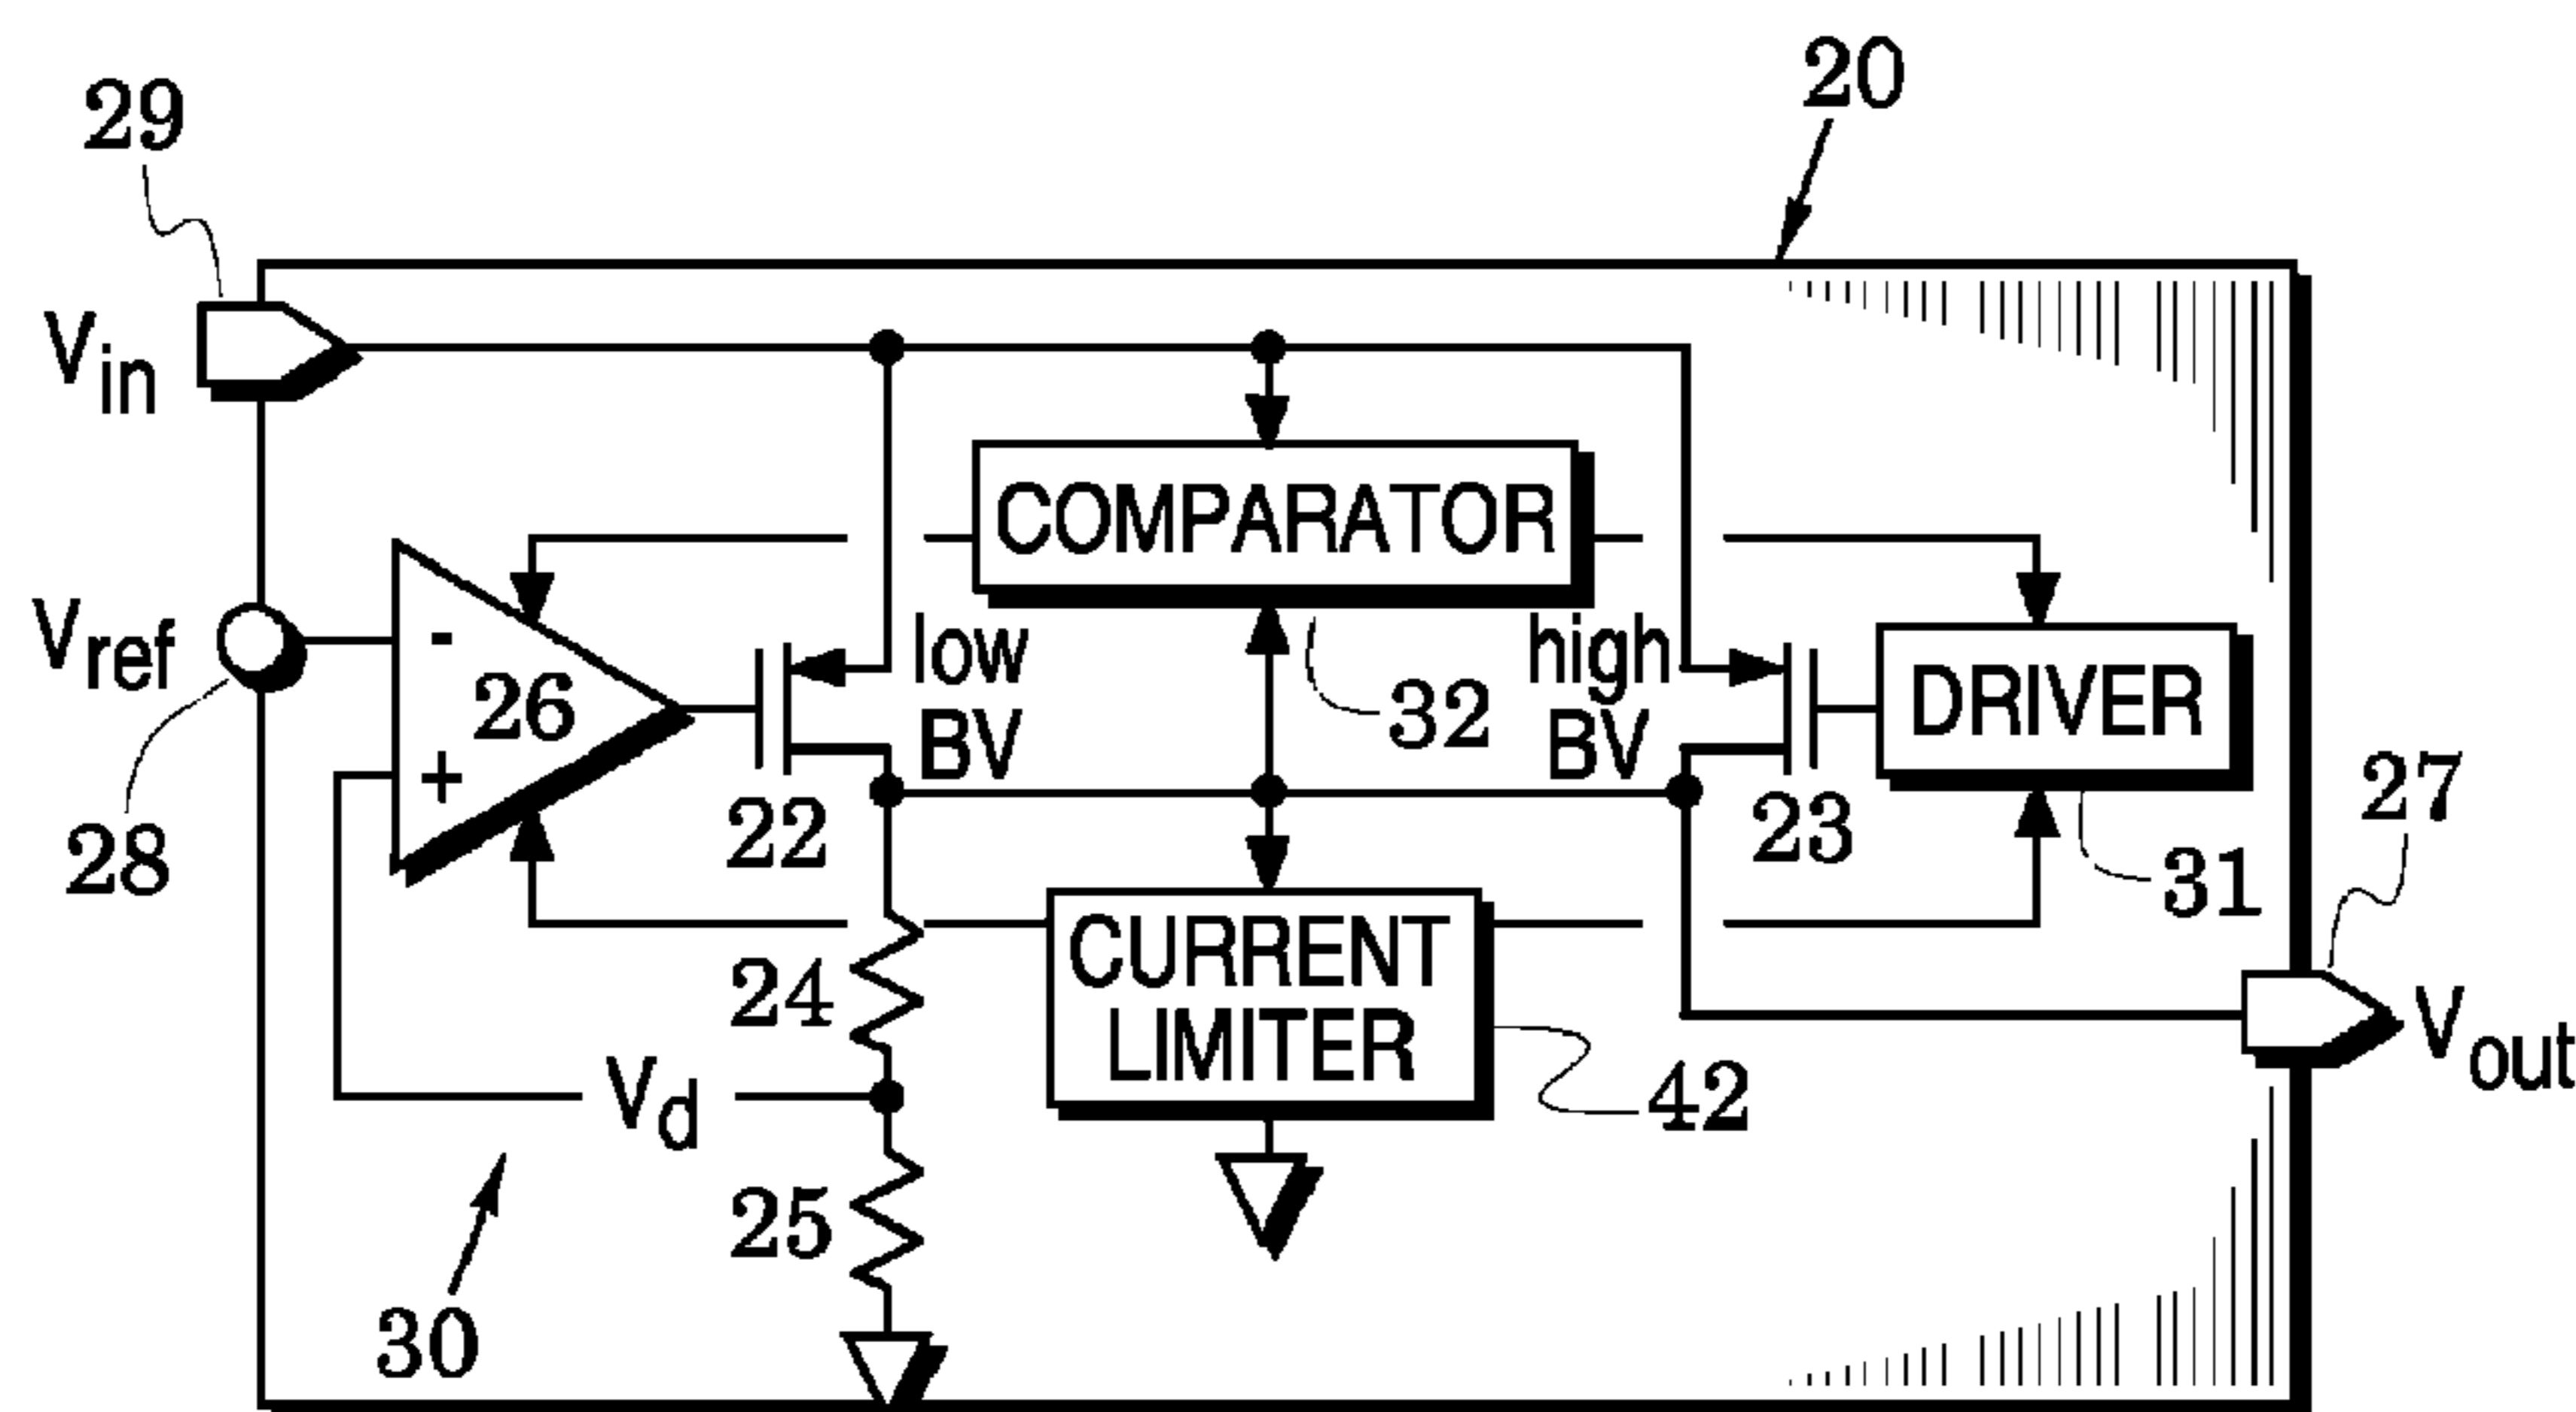 20
29
Vin
COMPARATOR
Vref
-
26
+
low
BV
high
BV
32
DRIVER
28
22
23
31
27
CURRENT
LIMITER
24
Vd
Vout
42
25
30